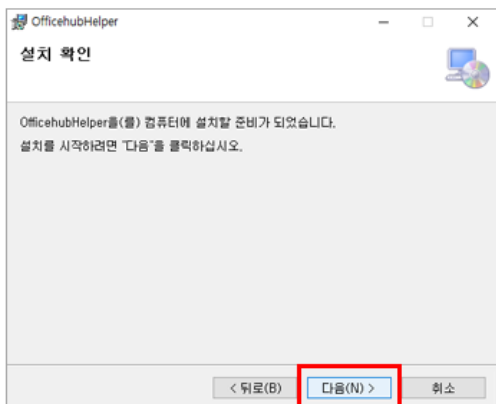 OfficehubHelper
설치 확인
OfficehubHelper을(를) 컴퓨터에 설치할 준비가 되었습니다.
설치를 시작하려면 "다음"을 클릭하십시오.
< 뒤로(B) 다음(N) > 취소